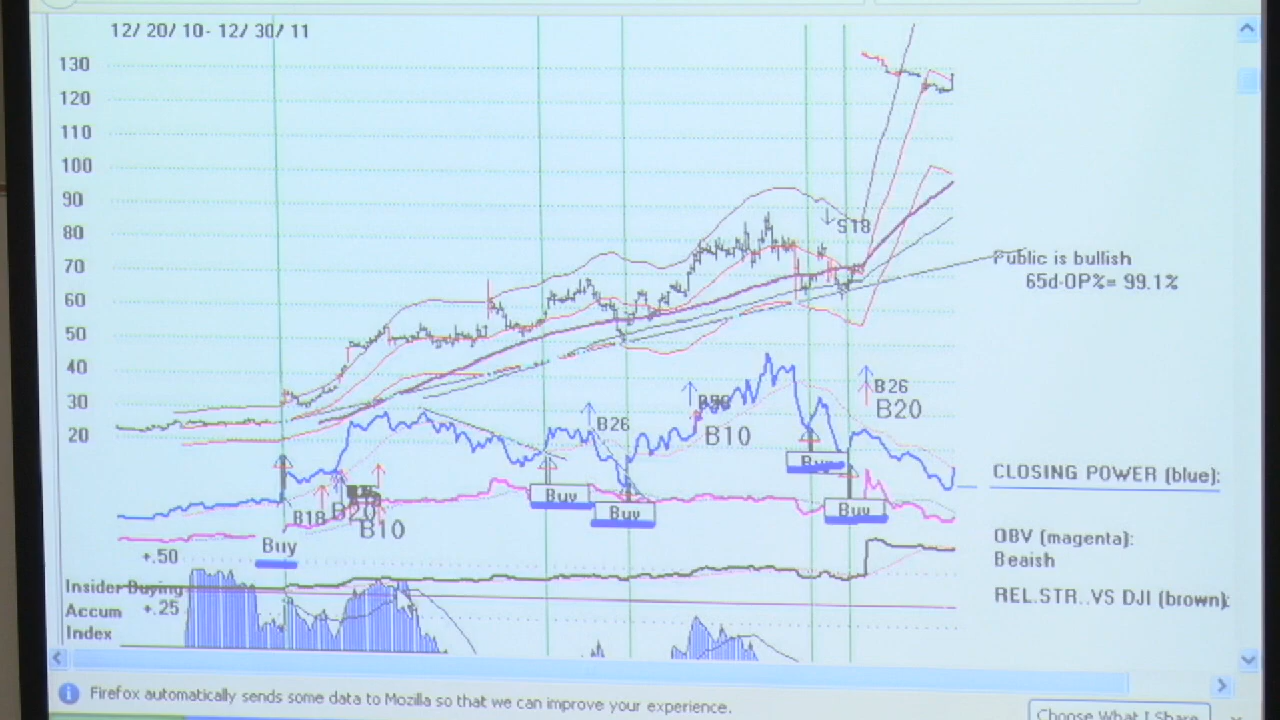 12/ 20/ 10- 12/ 30/ 11
130
120
110
100
90
80
70
60
50
40
30
20
S18
Public is bullish
65d-OP%= 99.1%
B26
B20
B26
B10
B18
B20
B10
Buy
Buy
Buy
Buy
Buy
CLOSING POWER (blue):
OBV (magenta):
Beaish
REL.STR..VS DJI (brown):
+.50
Insider Buying
Accum +.25
Index
Firefox automatically sends some data to Mozilla so that we can improve your experience.
Choose What I Share